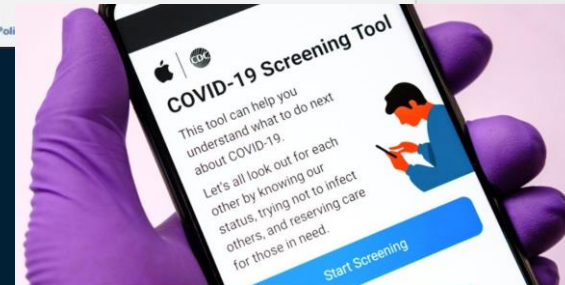 Poli
CDC
COVID-19 Screening Tool
This tool can help you
understand what to do next
about COVID-19.
Let's all look out for each
other by knowing our
status, trying not to infect
others, and reserving care
for those in need.
Start Screening